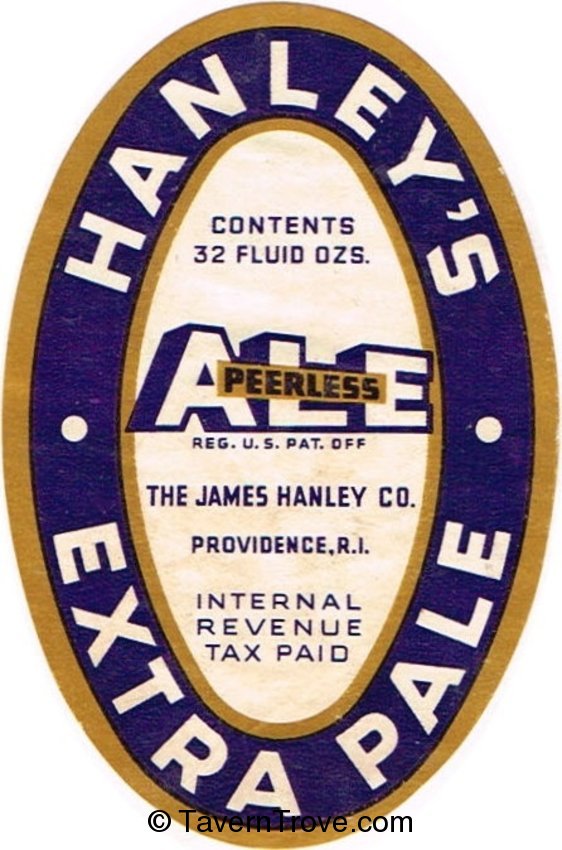 HANLEY'S
CONTENTS
32 FLUID OZS.
ALE
PEERLESS
REG. U.S. PAT. OFF
THE JAMES HANLEY CO.
PROVIDENCE, R.I.
INTERNAL
REVENUE
TAX PAID
EXTRA PALE
© TavernTrove.com